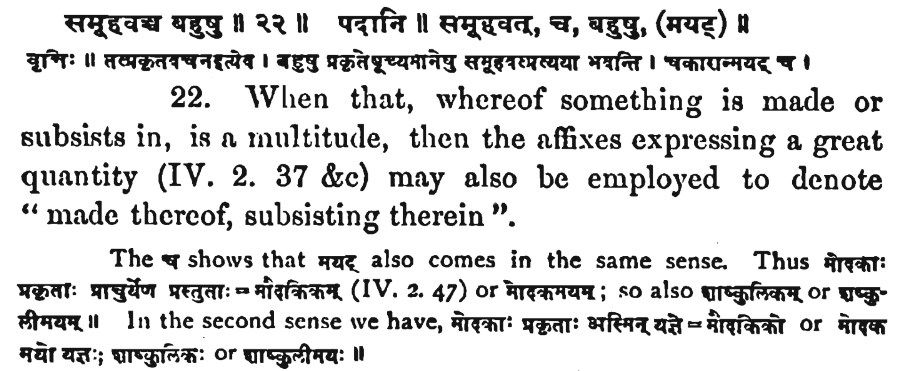 समूहवच्च बहुषु ॥ २२ ॥ पदानि ॥ समूहवत्, च, बहुषु, (मयट्) ॥
वृत्तिः ॥ तत्प्रकृतवचनइत्येव । बहुषु प्रकृतेषूच्यमानेषु समूहवत्प्रत्यया भवन्ति । चकारान्मयट् च ।
22. When that, whereof something is made or
subsists in, is a multitude, then the affixes expressing a great
quantity (IV. 2. 37 &c) may also be employed to denote
“ made thereof, subsisting therein ”.
The च shows that मयट् also comes in the same sense. Thus मोदकाः
प्रकृताः प्राचुर्येण प्रस्तुताः = मौदकिकम् (IV. 2. 47) or मोदकमयम् ; so also शाष्कुलिकम् or शष्कु-
लीमयम् ॥ In the second sense we have, मोदकाः प्रकृताः अस्मिन् यज्ञे = मौदकिको or मोदक
मयो यज्ञः; शाष्कुलिकः or शाष्कुलीमयः ॥